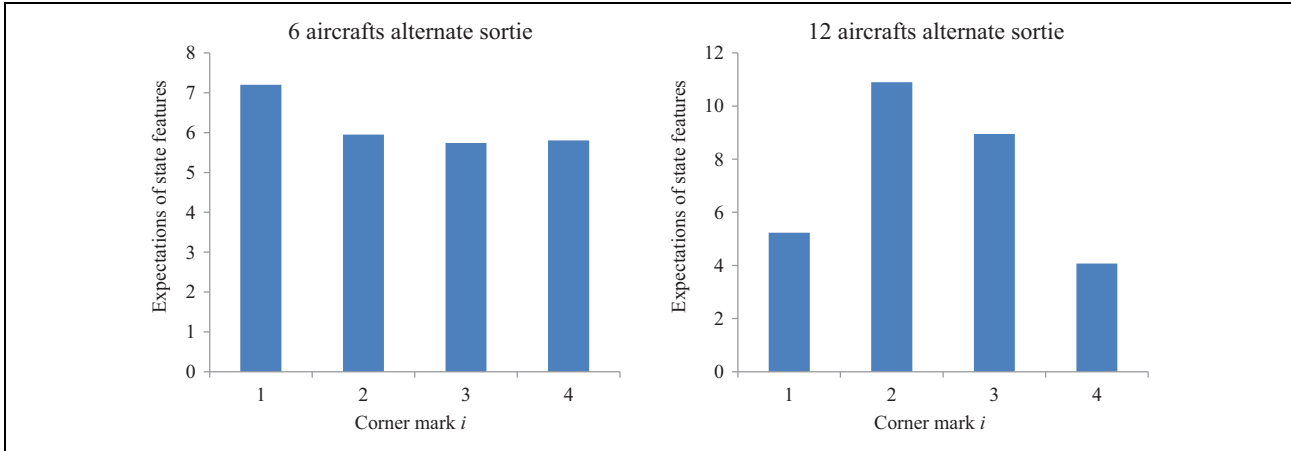 6 aircrafts alternate sortie
Expectations of state features
8
7
6
5
4
3
2
1
0
1 2 3 4
Corner mark i
12 aircrafts alternate sortie
Expectations of state features
12
10
8
6
4
2
0
1 2 3 4
Corner mark i